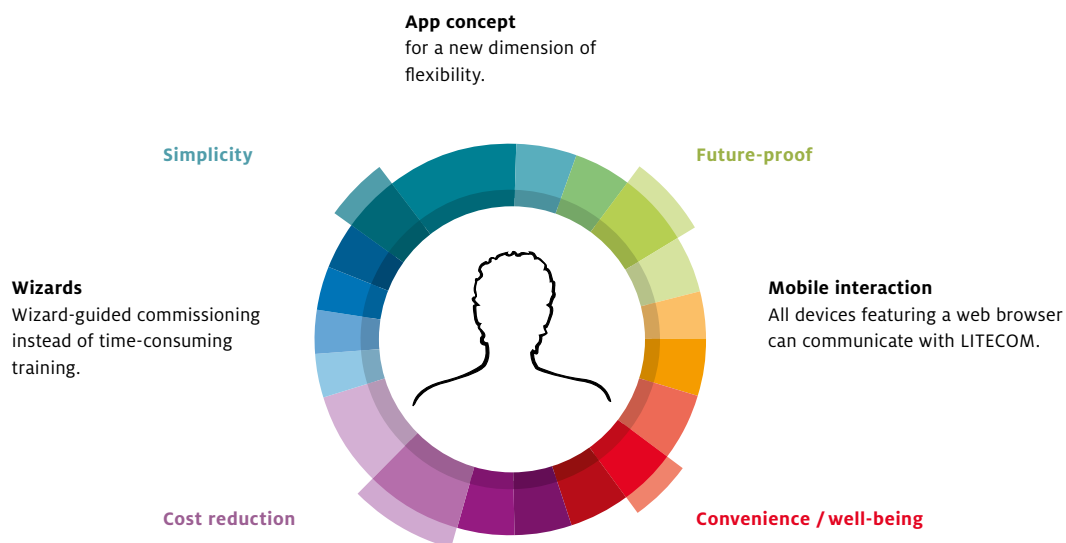 App concept
for a new dimension of
flexibility.
Simplicity
Future-proof
Wizards
Wizard-guided commissioning
instead of time-consuming
training.
Mobile interaction
All devices featuring a web browser
can communicate with LITECOM.
Cost reduction
Convenience / well-being